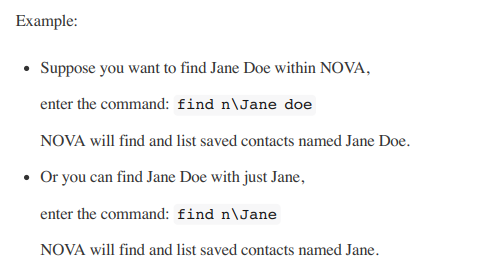 Example:
• Suppose you want to find Jane Doe within NOVA,
enter the command: find n\Jane doe
NOVA will find and list saved contacts named Jane Doe.
• Or you can find Jane Doe with just Jane,
enter the command: find n\Jane
NOVA will find and list saved contacts named Jane.